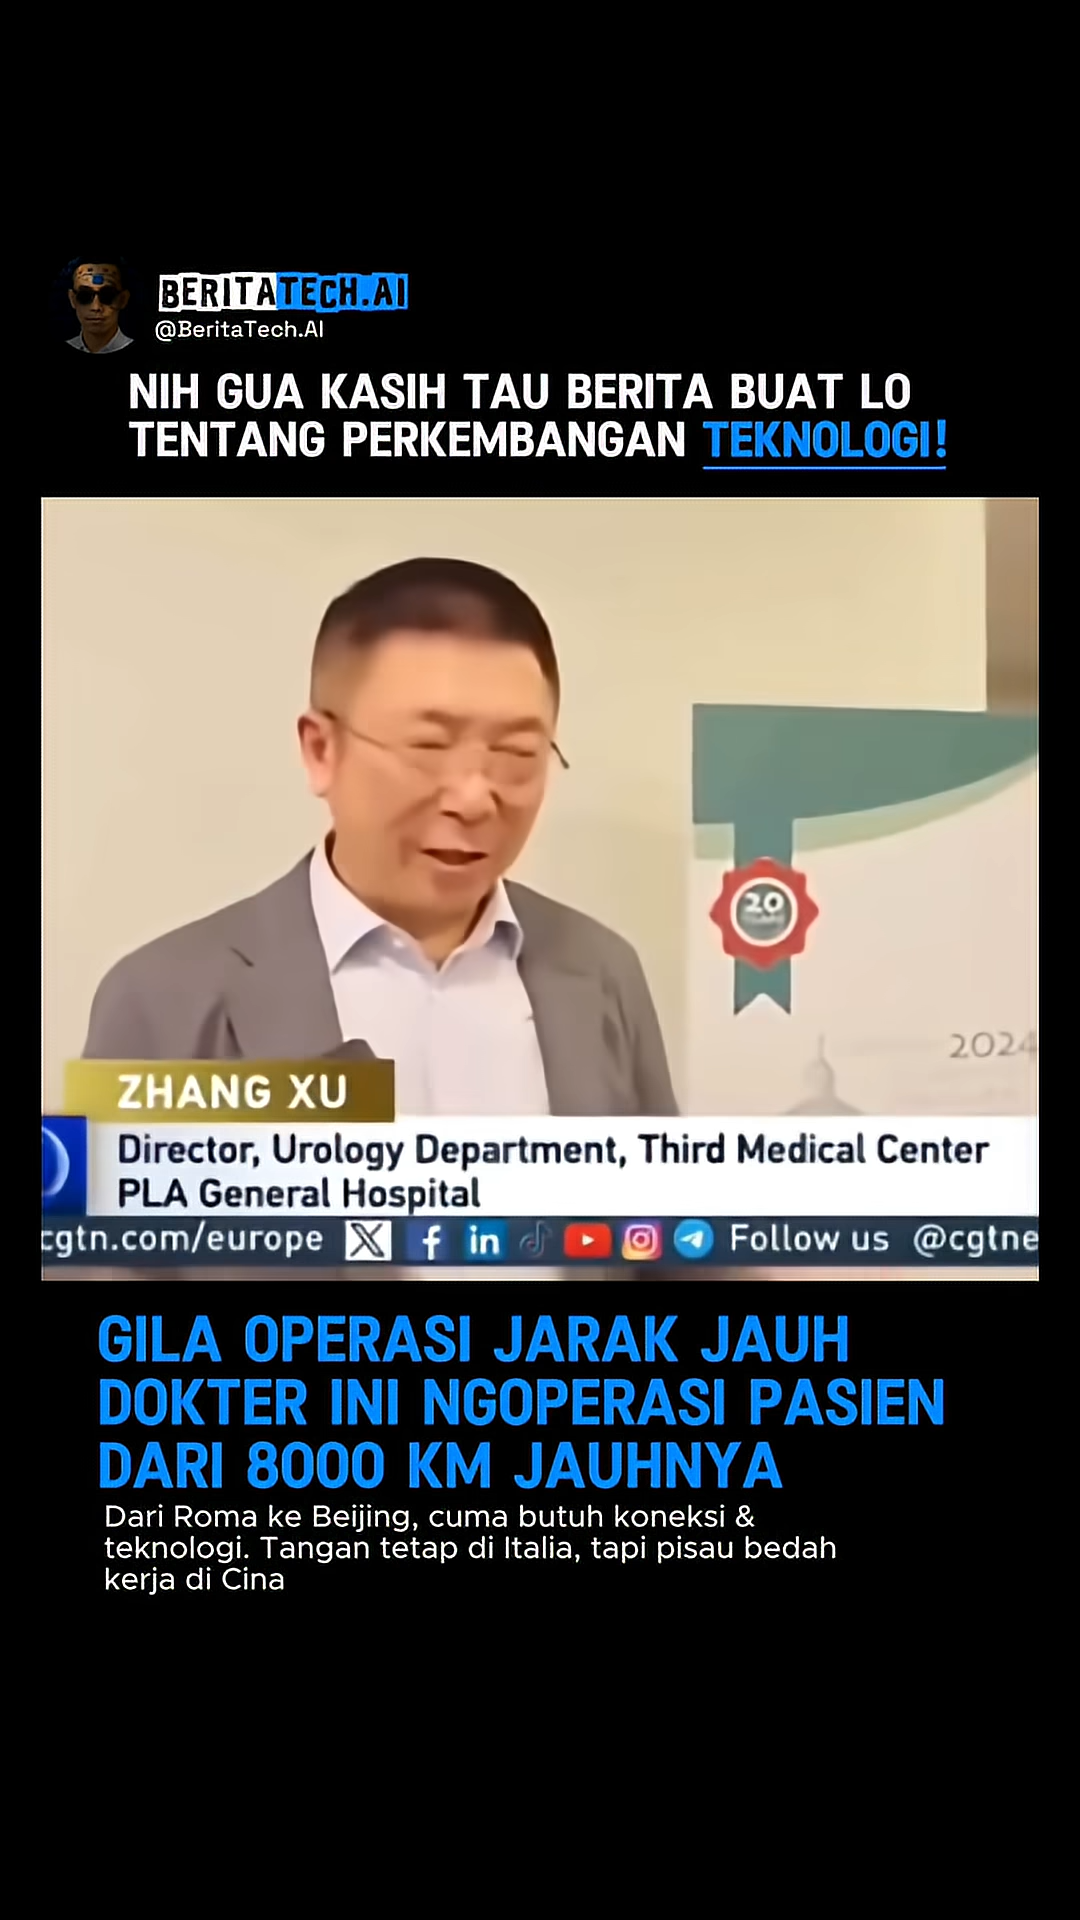 BERITATECH.AI
@BeritaTech.AI
NIH GUA KASIH TAU BERITA BUAT LO
TENTANG PERKEMBANGAN TEKNOLOGI!
20
2024
ZHANG XU
Director, Urology Department, Third Medical Center
PLA General Hospital
cgtn.com/europe
Follow us @cgtne
GILA OPERASI JARAK JAUH
DOKTER INI NGOPERASI PASIEN
DARI 8000 KM JAUHNYA
Dari Roma ke Beijing, cuma butuh koneksi &
teknologi. Tangan tetap di Italia, tapi pisau bedah
kerja di Cina